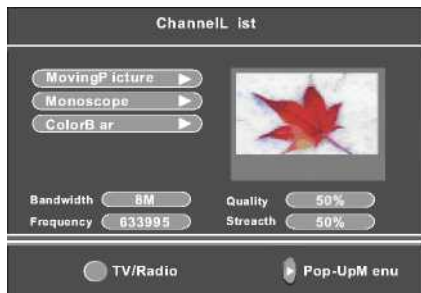 ChannelL ist
MovingP icture
Monoscope
ColorB ar
Bandwidth 8M
Quality 50%
Frequency 633995
Streacth 50%
TV/Radio
Pop-UpM enu